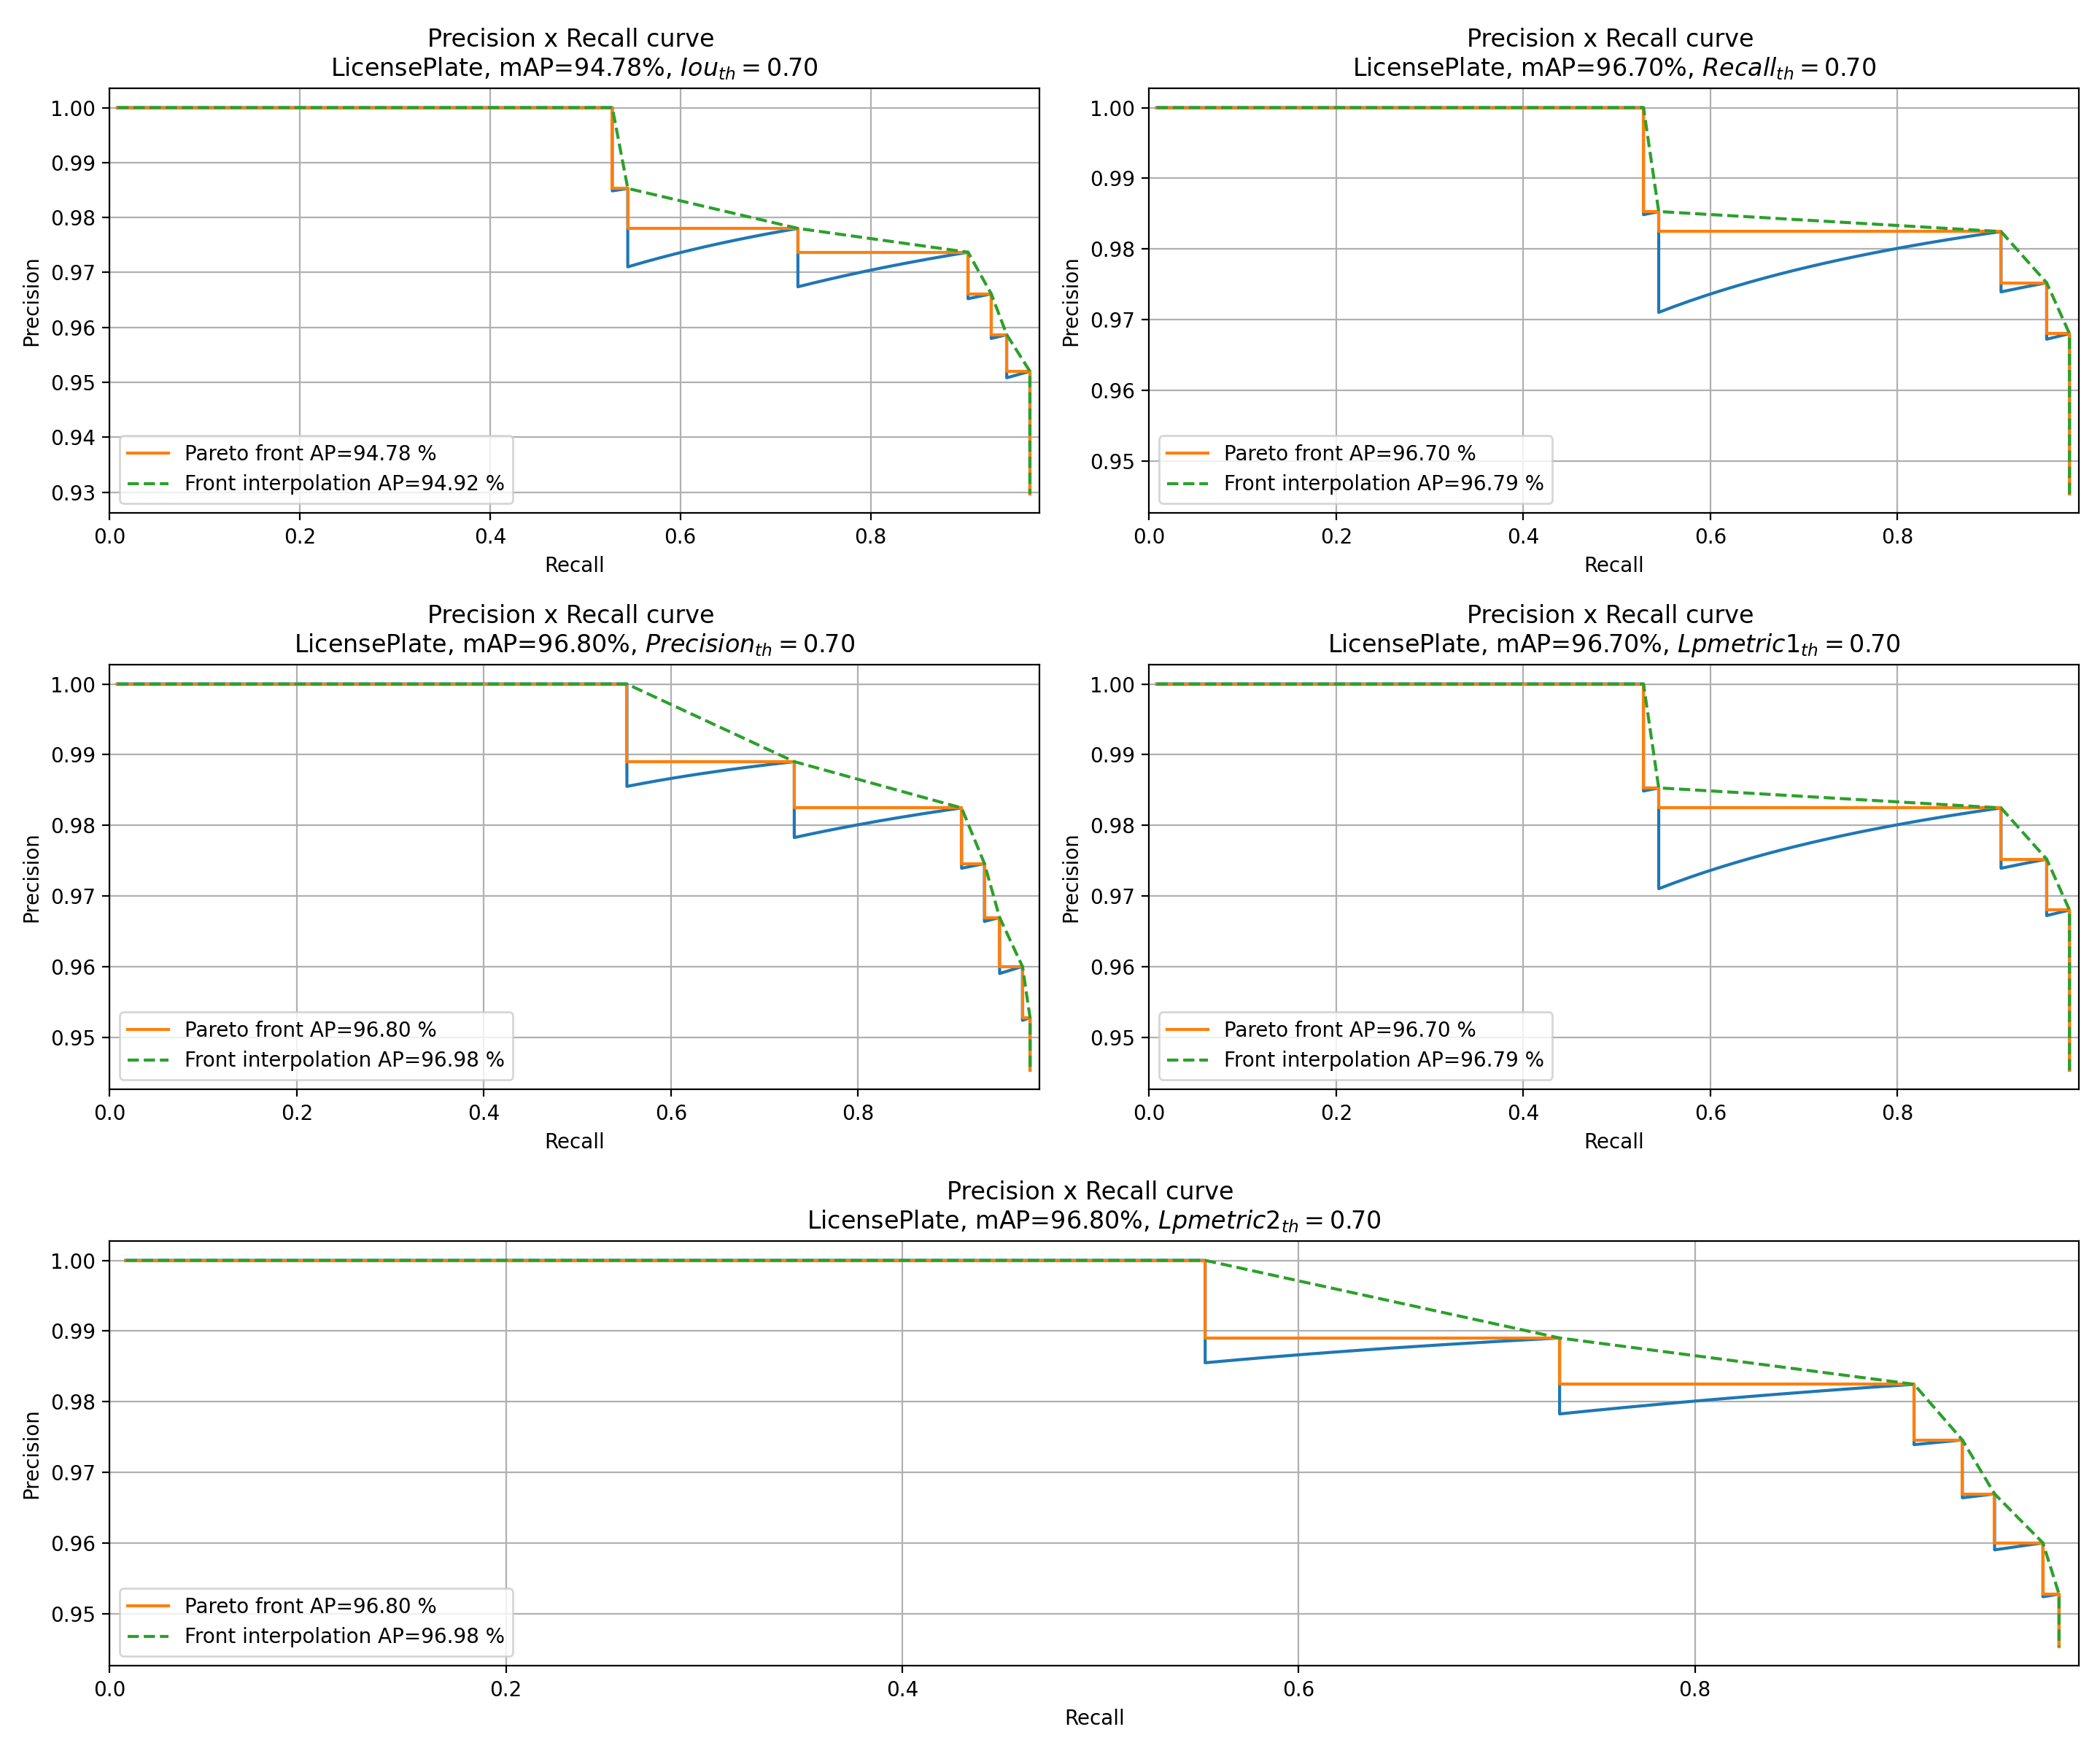 Precision x Recall curve
LicensePlate, mAP=94.78%, Iou_th = 0.70
1.00
0.99
0.98
0.97
0.96
0.95
0.94
0.93
Precision
Pareto front AP=94.78 %
Front interpolation AP=94.92 %
0.0 0.2 0.4 0.6 0.8
Recall
Precision x Recall curve
LicensePlate, mAP=96.70%, Recall_th = 0.70
1.00
0.99
0.98
0.97
0.96
0.95
Precision
Pareto front AP=96.70 %
Front interpolation AP=96.79 %
0.0 0.2 0.4 0.6 0.8
Recall
Precision x Recall curve
LicensePlate, mAP=96.80%, Precision_th = 0.70
1.00
0.99
0.98
0.97
0.96
0.95
Precision
Pareto front AP=96.80 %
Front interpolation AP=96.98 %
0.0 0.2 0.4 0.6 0.8
Recall
Precision x Recall curve
LicensePlate, mAP=96.70%, Lpmetric1_th = 0.70
1.00
0.99
0.98
0.97
0.96
0.95
Precision
Pareto front AP=96.70 %
Front interpolation AP=96.79 %
0.0 0.2 0.4 0.6 0.8
Recall
Precision x Recall curve
LicensePlate, mAP=96.80%, Lpmetric2_th = 0.70
1.00
0.99
0.98
0.97
0.96
0.95
Precision
Pareto front AP=96.80 %
Front interpolation AP=96.98 %
0.0 0.2 0.4 0.6 0.8
Recall